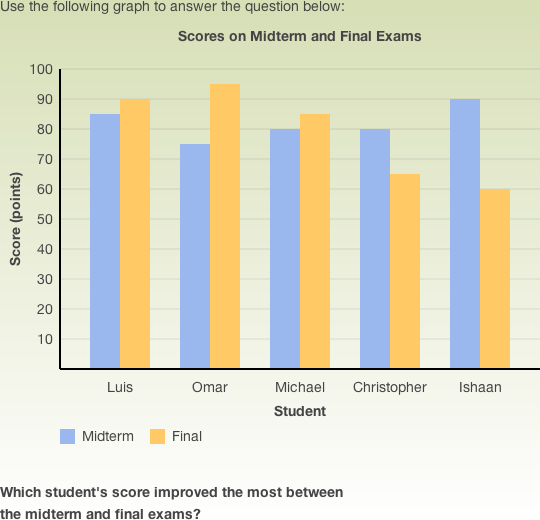 Use the following graph to answer the question below:
Scores on Midterm and Final Exams
Score (points)
100
90
80
70
60
50
40
30
20
10
Luis Omar Michael Christopher Ishaan
Student
Midterm Final
Which student's score improved the most between
the midterm and final exams?